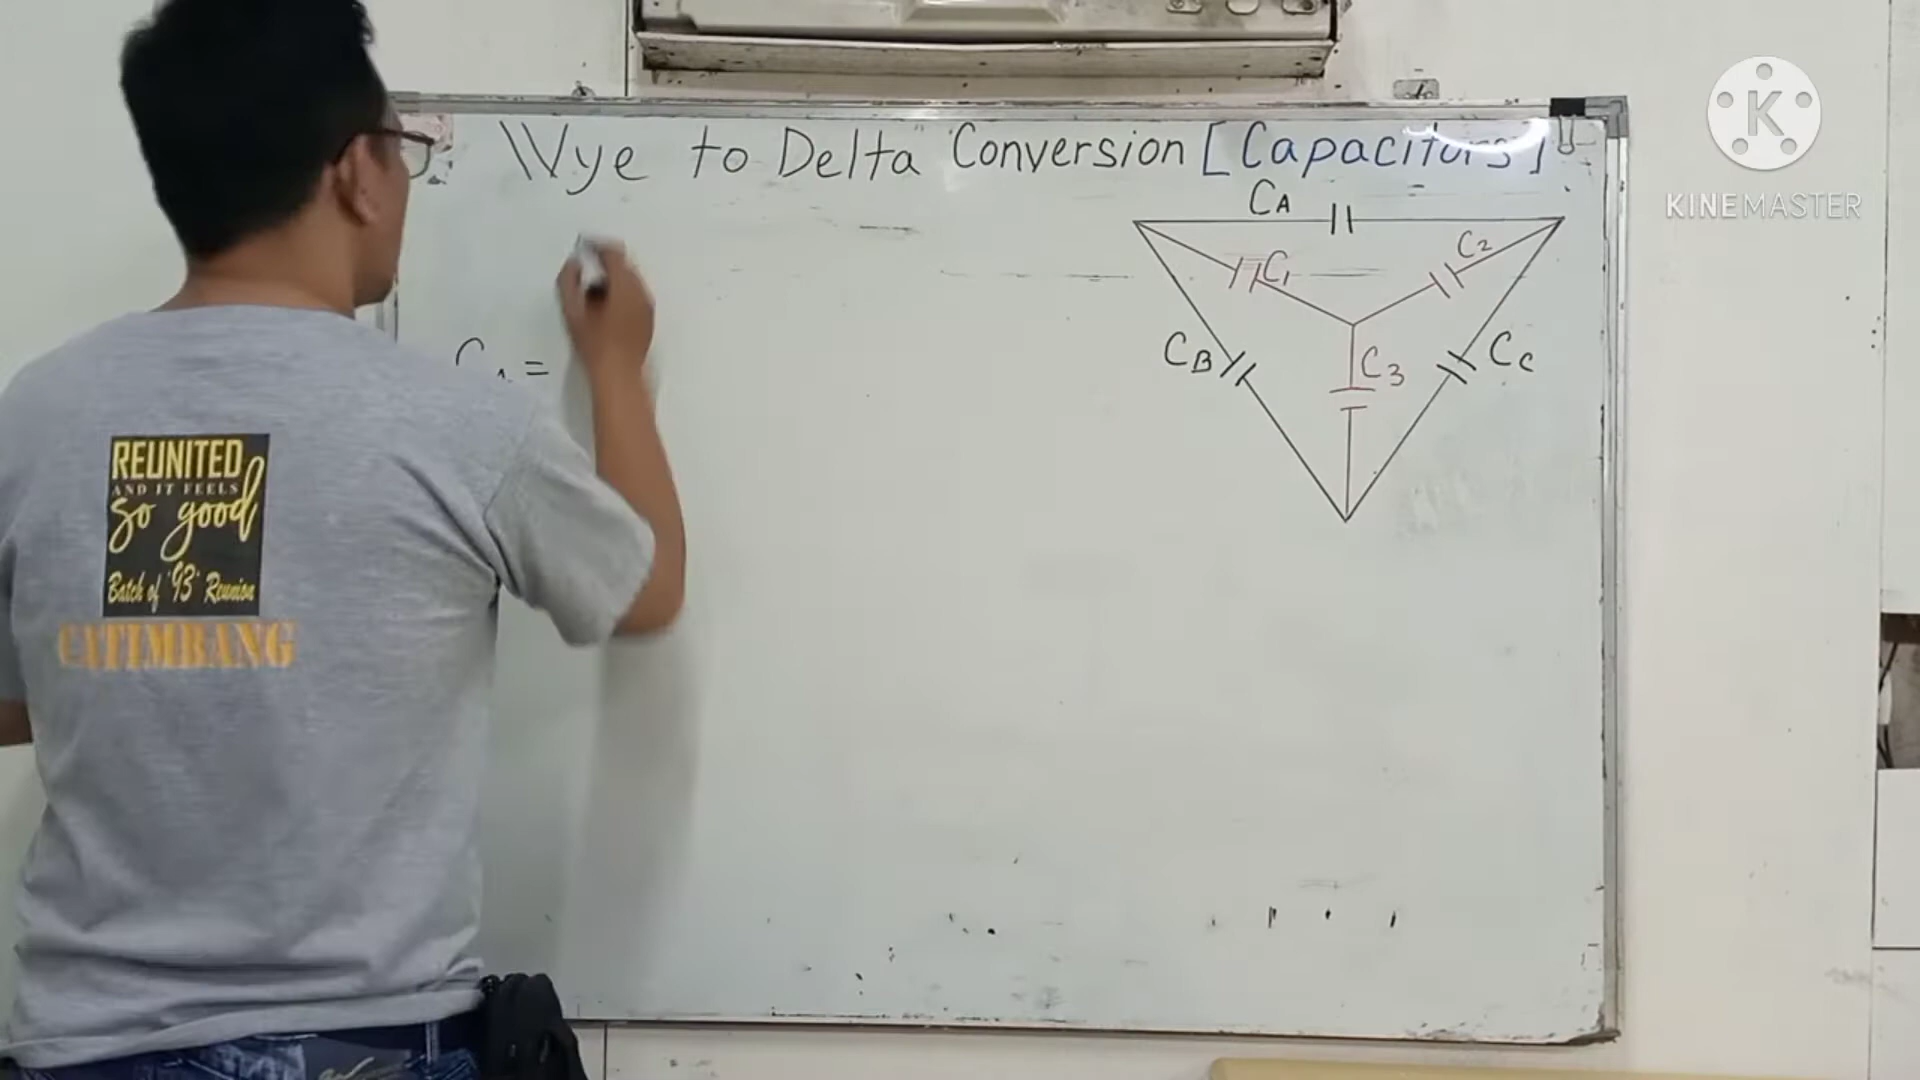 Wye to Delta Conversion [Capacitors]
KINEMASTER
CA
C1
C2
CB
C3
CC
CA =
REUNITED
AND IT FEELS
so good
Batch of '93' Reunion
CATIMBANG